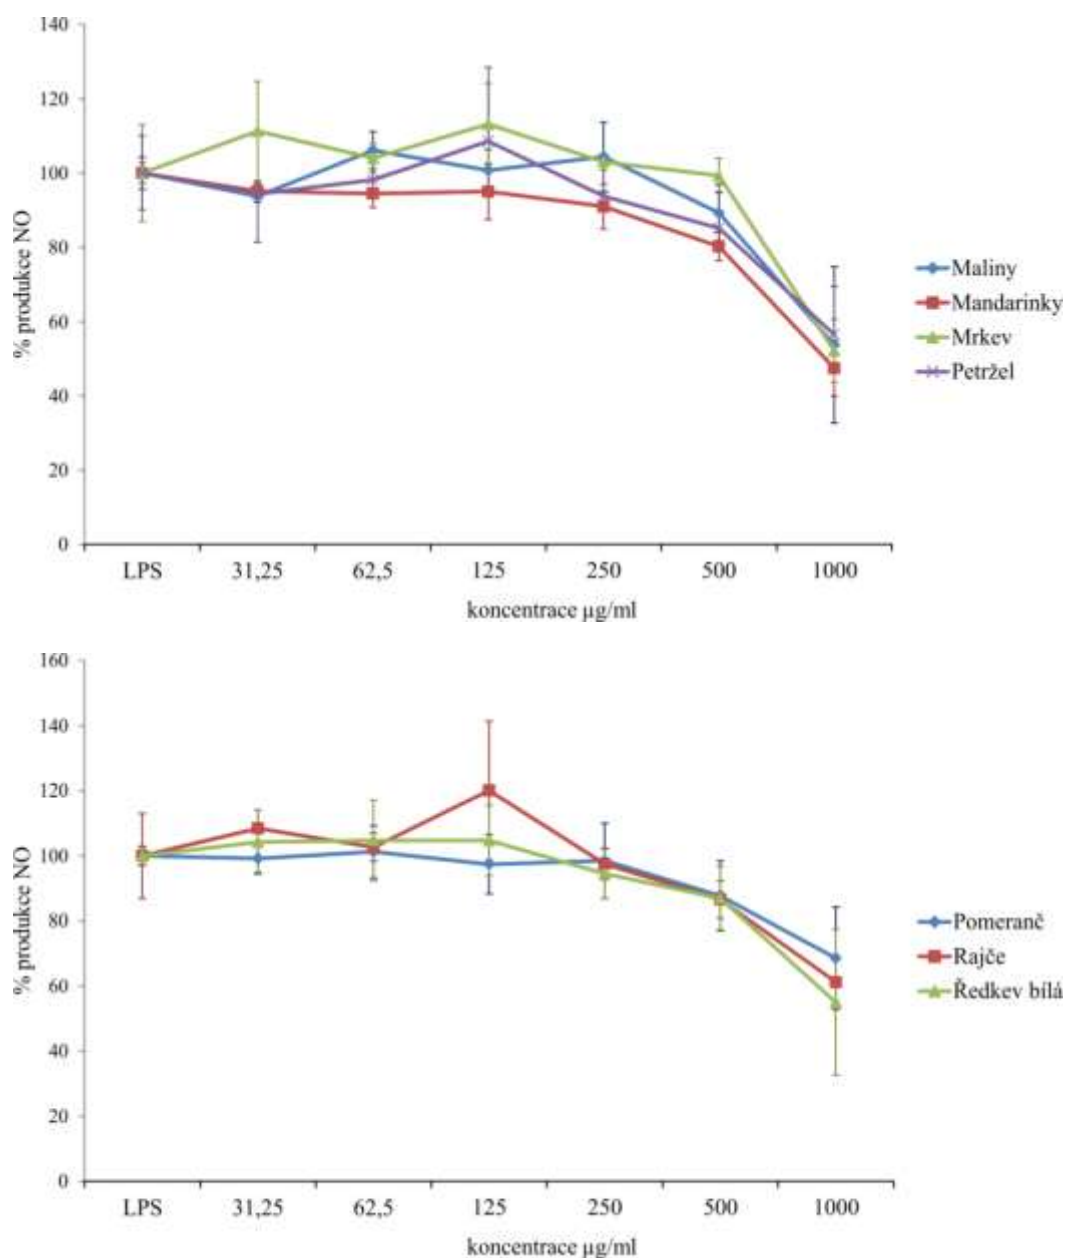 140
120
100
80
60
40
20
0
% produkce NO
LPS 31,25 62,5 125 250 500 1000
koncentrace µg/ml
Maliny
Mandarinky
Mrkev
Petržel
160
140
120
100
80
60
40
20
0
% produkce NO
LPS 31,25 62,5 125 250 500 1000
koncentrace µg/ml
Pomeranč
Rajče
Ředkev bílá